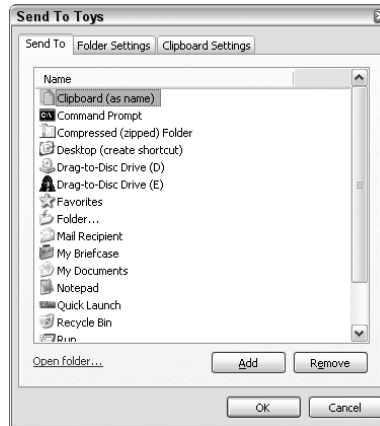 Send To Toys
Send To Folder Settings Clipboard Settings
Name
Clipboard (as name)
Command Prompt
Compressed (zipped) Folder
Desktop (create shortcut)
Drag-to-Disc Drive (D)
Drag-to-Disc Drive (E)
Favorites
Folder...
Mail Recipient
My Briefcase
My Documents
Notepad
Quick Launch
Recycle Bin
Run
Open folder... Add Remove
OK Cancel